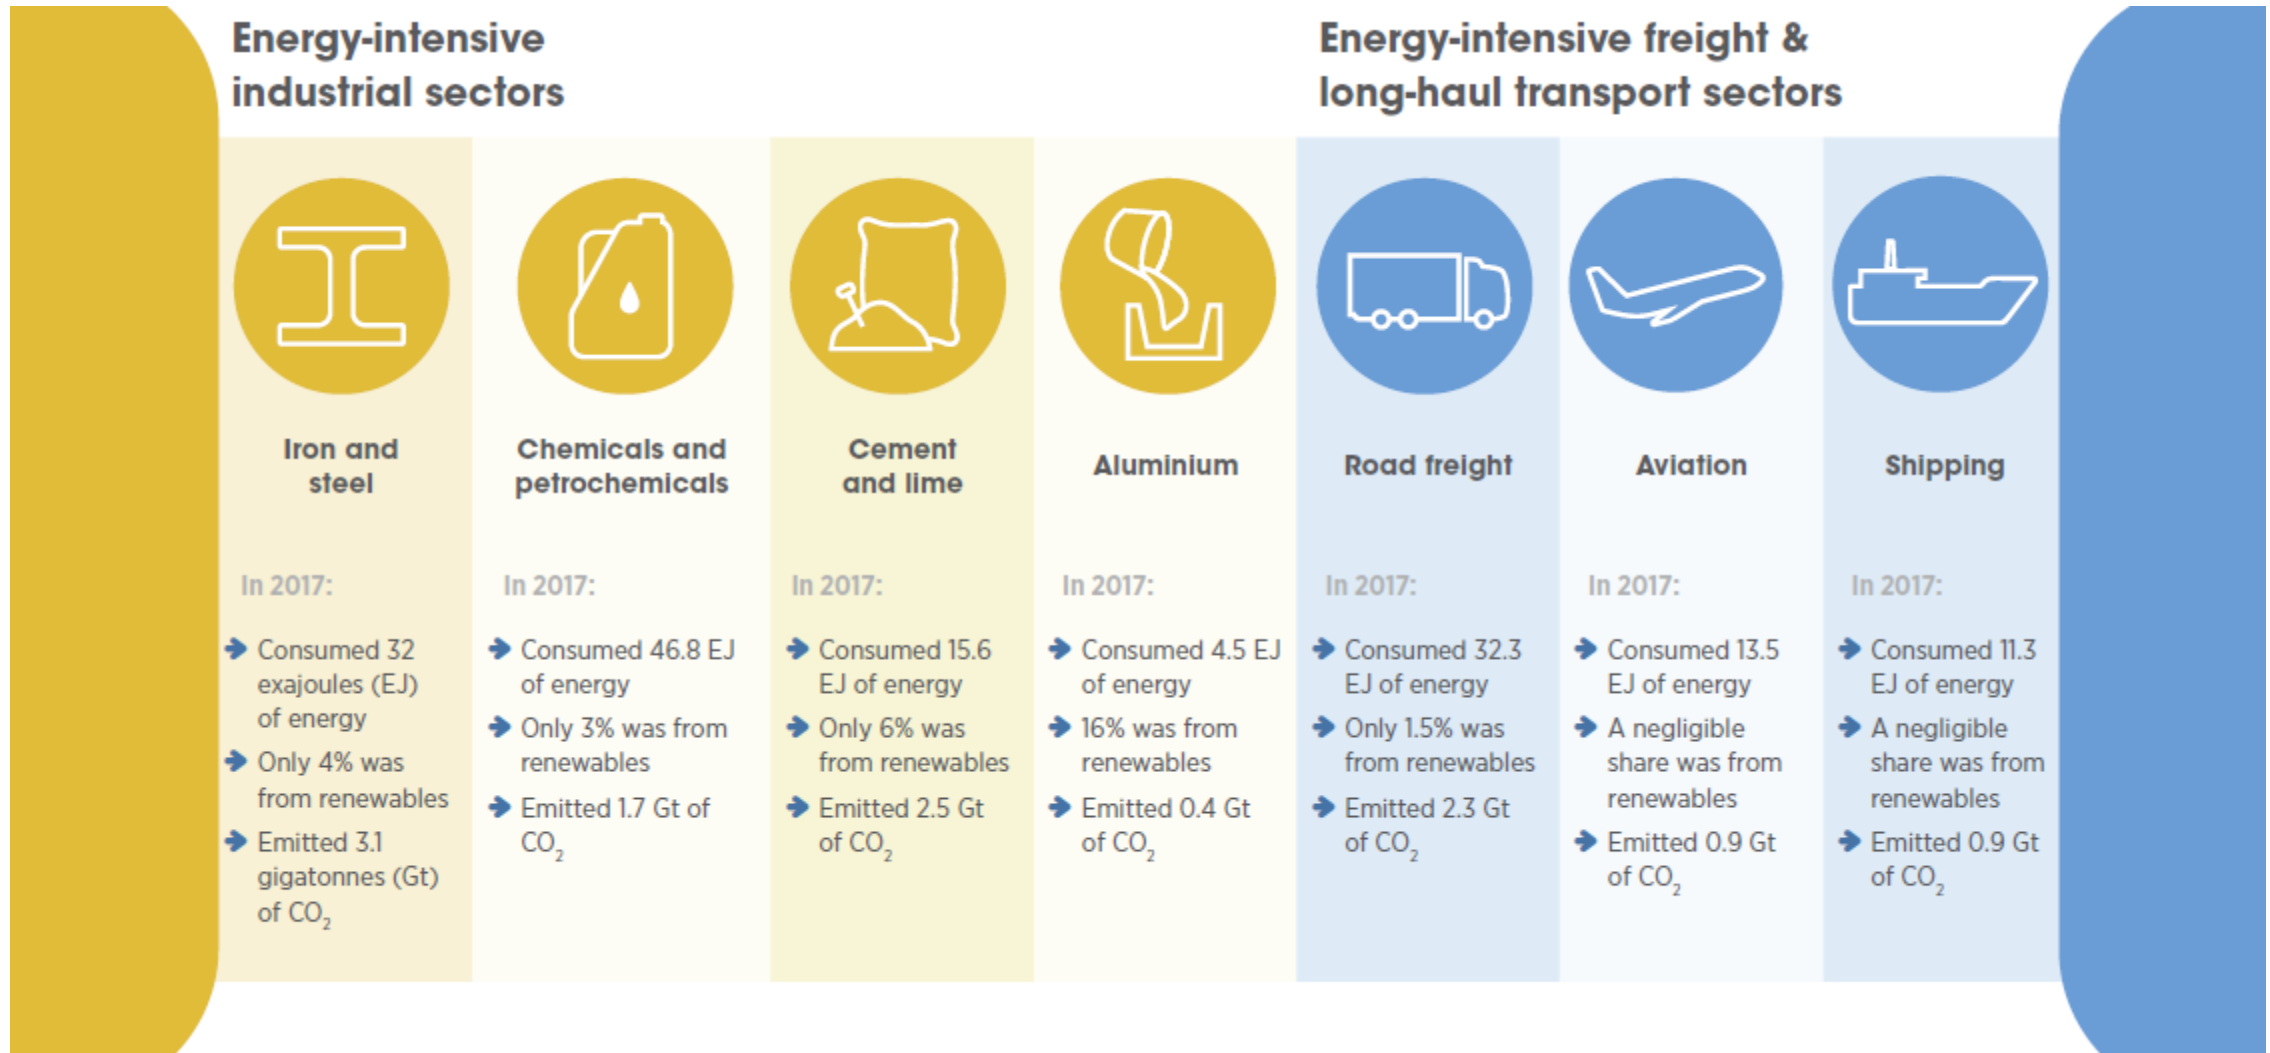 Energy-intensive
industrial sectors
Energy-intensive freight &
long-haul transport sectors
Iron and
steel
In 2017:
Consumed 32
exajoules (EJ)
of energy
Only 4% was
from renewables
Emitted 3.1
gigatonnes (Gt)
of CO₂
Chemicals and
petrochemicals
In 2017:
Consumed 46.8 EJ
of energy
Only 3% was from
renewables
Emitted 1.7 Gt of
CO₂
Cement
and lime
In 2017:
Consumed 15.6
EJ of energy
Only 6% was
from renewables
Emitted 2.5 Gt
of CO₂
Aluminium
In 2017:
Consumed 4.5 EJ
of energy
16% was from
renewables
Emitted 0.4 Gt
of CO₂
Road freight
In 2017:
Consumed 32.3
EJ of energy
Only 1.5% was
from renewables
Emitted 2.3 Gt
of CO₂
Aviation
In 2017:
Consumed 13.5
EJ of energy
A negligible
share was from
renewables
Emitted 0.9 Gt
of CO₂
Shipping
In 2017:
Consumed 11.3
EJ of energy
A negligible
share was from
renewables
Emitted 0.9 Gt
of CO₂